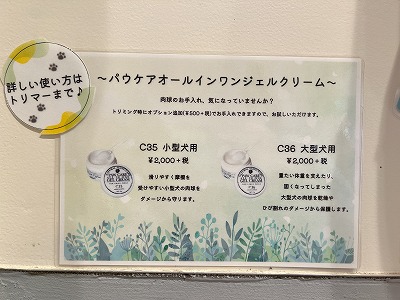 詳しい使い方は
トリマーまで♪
～パウケアオールインワンジェルクリーム～
肉球のお手入れ、気になっていませんか？
トリミング時にオプション追加(¥500+税)でお手入れできますので、お試しいただけます。
C35 小型犬用
¥2,000+税
滑りやすく摩擦を
受けやすい小型犬の肉球を
ダメージから守ります。
C36 大型犬用
¥2,000+税
重たい体重を支えたり、
固くなってしまった
大型犬の肉球を乾燥や
ひび割れのダメージから保護します。